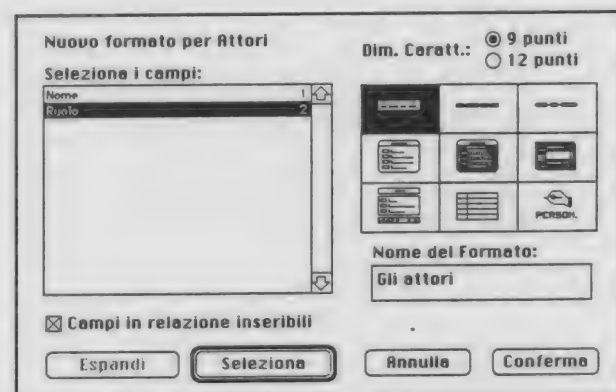 Nuovo formato per Attori
Dim. Caratt.:
9 punti
12 punti
Seleziona i campi:
Nome 1
Ruolo 2
PERSON.
Nome del Formato:
Gli attori
Campi in relazione inseribili
Espandi
Seleziona
Annulla
Conferma